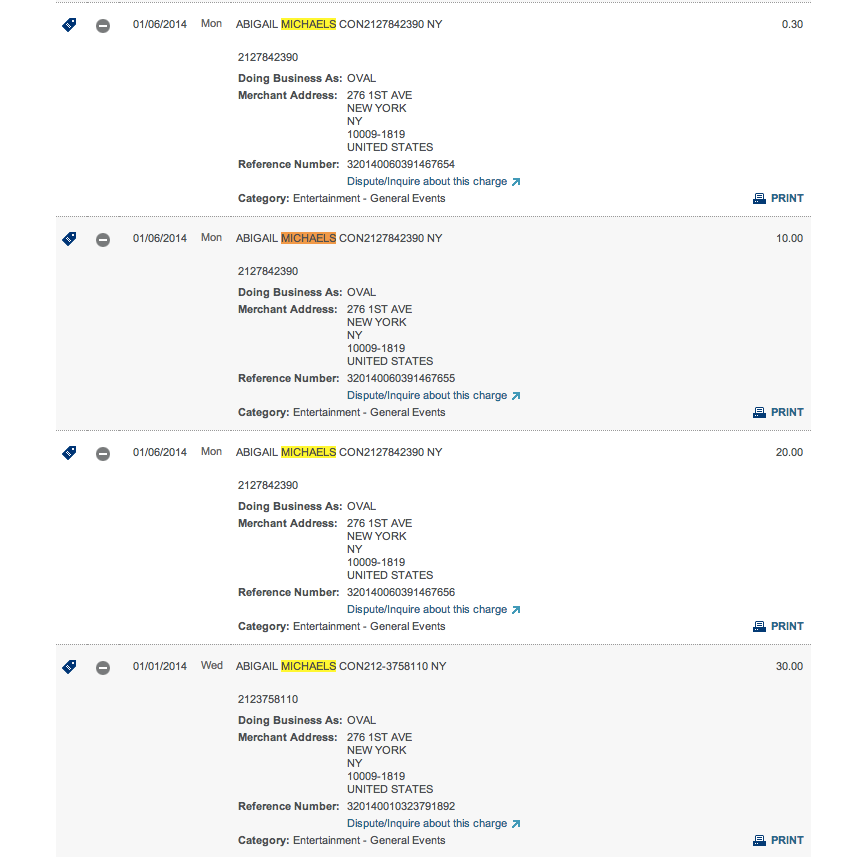 01/06/2014 Mon ABIGAIL MICHAELS CON2127842390 NY 0.30
2127842390
Doing Business As: OVAL
Merchant Address: 276 1ST AVE
NEW YORK
NY
10009-1819
UNITED STATES
Reference Number: 320140060391467654
Dispute/Inquire about this charge
Category: Entertainment - General Events PRINT
01/06/2014 Mon ABIGAIL MICHAELS CON2127842390 NY 10.00
2127842390
Doing Business As: OVAL
Merchant Address: 276 1ST AVE
NEW YORK
NY
10009-1819
UNITED STATES
Reference Number: 320140060391467655
Dispute/Inquire about this charge
Category: Entertainment - General Events PRINT
01/06/2014 Mon ABIGAIL MICHAELS CON2127842390 NY 20.00
2127842390
Doing Business As: OVAL
Merchant Address: 276 1ST AVE
NEW YORK
NY
10009-1819
UNITED STATES
Reference Number: 320140060391467656
Dispute/Inquire about this charge
Category: Entertainment - General Events PRINT
01/01/2014 Wed ABIGAIL MICHAELS CON212-3758110 NY 30.00
2123758110
Doing Business As: OVAL
Merchant Address: 276 1ST AVE
NEW YORK
NY
10009-1819
UNITED STATES
Reference Number: 320140010323791892
Dispute/Inquire about this charge
Category: Entertainment - General Events PRINT